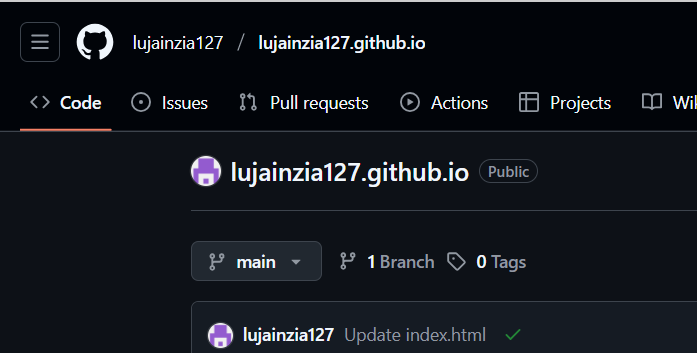 lujainzia127 / lujainzia127.github.io
Code Issues Pull requests Actions Projects
lujainzia127.github.io Public
main 1 Branch 0 Tags
lujainzia127 Update index.html